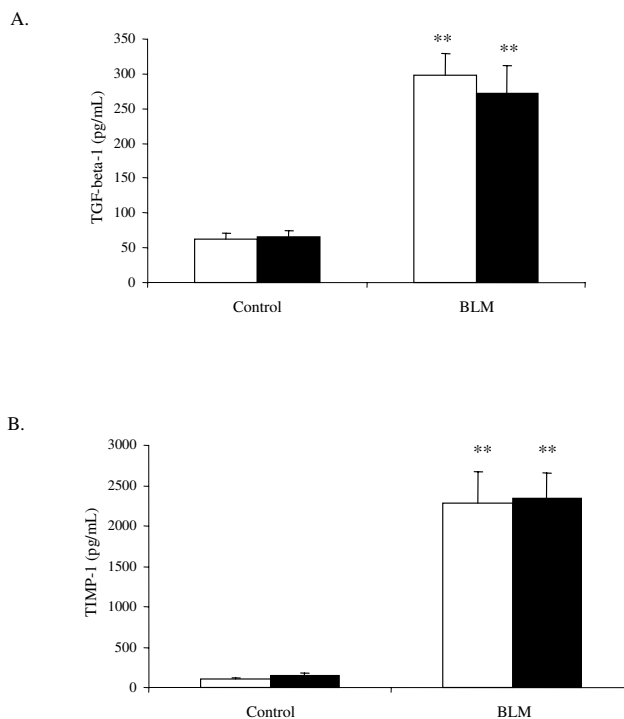 A.
TGF-beta-1 (pg/mL)
350
300
250
200
150
100
50
0
** **
Control BLM
B.
TIMP-1 (pg/mL)
3000
2500
2000
1500
1000
500
0
** **
Control BLM